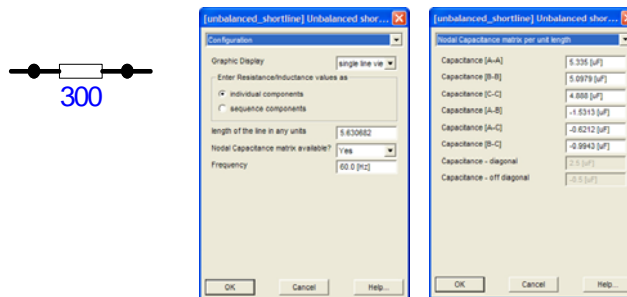 300
[unbalanced_shortline] Unbalanced shor...
Configuration
Graphic Display
single line vie
Enter Resistance/Inductance values as
individual components
sequence components
length of the line in any units
5.630682
Nodal Capacitance matrix available?
Yes
Frequency
60.0 [Hz]
OK
Cancel
Help...
[unbalanced_shortline] Unbalanced shor...
Nodal Capacitance matrix per unit length
Capacitance [A-A]
5.335 [uF]
Capacitance [B-B]
5.0979 [uF]
Capacitance [C-C]
4.888 [uF]
Capacitance [A-B]
-1.5313 [uF]
Capacitance [A-C]
-0.6212 [uF]
Capacitance [B-C]
-0.9943 [uF]
Capacitance - diagonal
2.5 [uF]
Capacitance - off diagonal
-0.5 [uF]
OK
Cancel
Help...